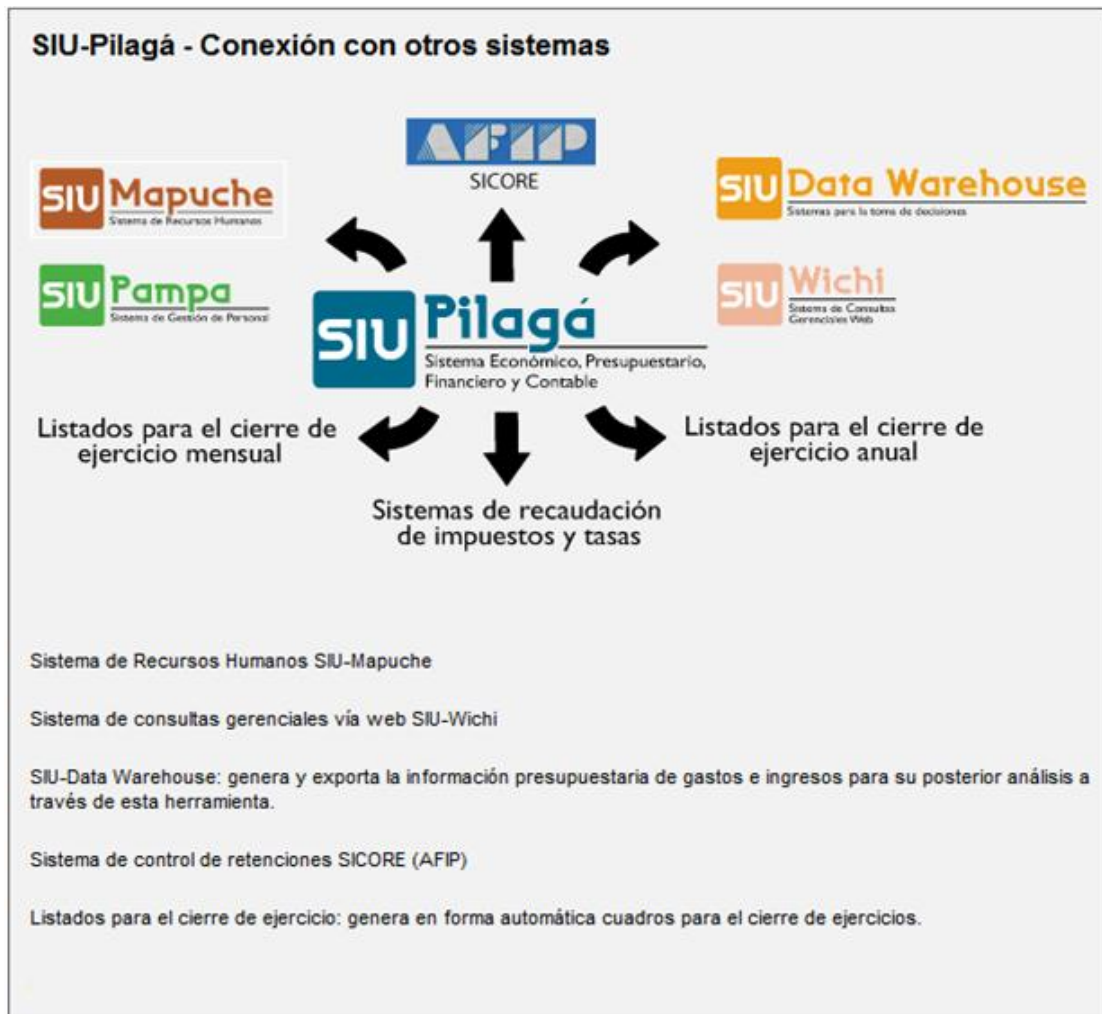 SIU-Pilagá - Conexión con otros sistemas
AFIP
SICORE
SIU Mapuche
Sistema de Recursos Humanos
SIU Data Warehouse
Sistemas para la toma de decisiones
SIU Pampa
Sistema de Gestión de Personal
SIU Wichi
Sistema de Consultas
Gerenciales Web
SIU Pilagá
Sistema Económico, Presupuestario,
Financiero y Contable
Listados para el cierre de
ejercicio mensual
Listados para el cierre de
ejercicio anual
Sistemas de recaudación
de impuestos y tasas
Sistema de Recursos Humanos SIU-Mapuche
Sistema de consultas gerenciales vía web SIU-Wichi
SIU-Data Warehouse: genera y exporta la información presupuestaria de gastos e ingresos para su posterior análisis a
través de esta herramienta.
Sistema de control de retenciones SICORE (AFIP)
Listados para el cierre de ejercicio: genera en forma automática cuadros para el cierre de ejercicios.